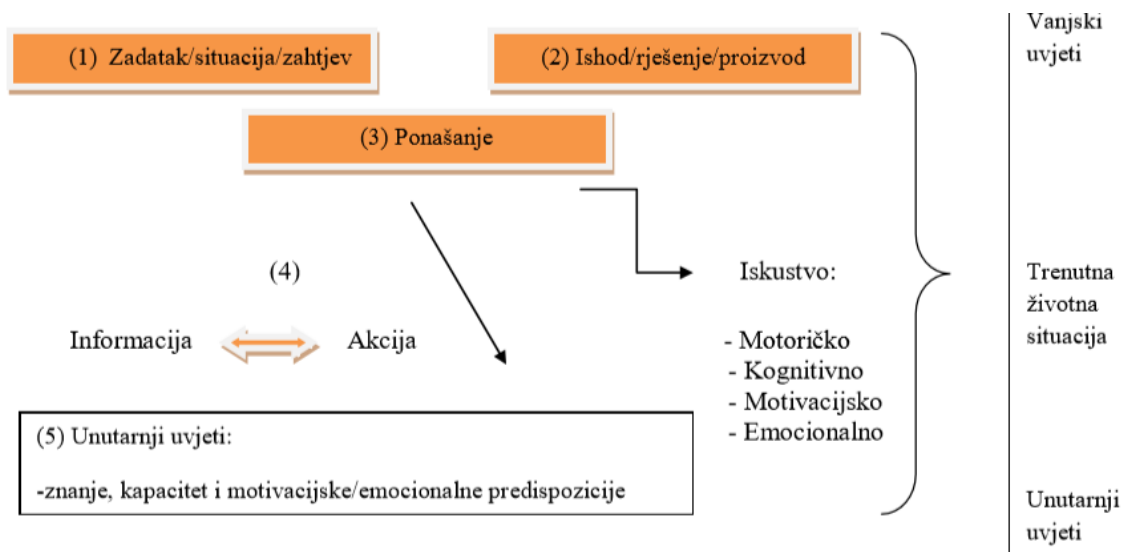 (1) Zadatak/situacija/zahtjev
(2) Ishod/rješenje/proizvod
(3) Ponašanje
(4)
Informacija
Akcija
Iskustvo:
- Motoričko
- Kognitivno
- Motivacijsko
- Emocionalno
(5) Unutarnji uvjeti:
-znanje, kapacitet i motivacijske/emocionalne predispozicije
Vanjski
uvjeti
Trenutna
životna
situacija
Unutarnji
uvjeti